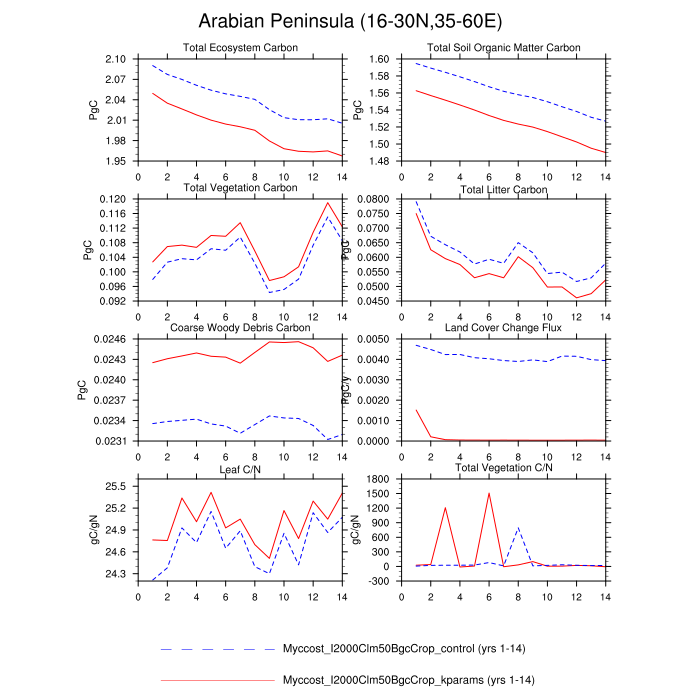 Arabian Peninsula (16-30N,35-60E)
Total Ecosystem Carbon
PgC
2.10
2.07
2.04
2.01
1.98
1.95
0 2 4 6 8 10 12 14
Total Soil Organic Matter Carbon
PgC
1.60
1.58
1.56
1.54
1.52
1.50
1.48
0 2 4 6 8 10 12 14
Total Vegetation Carbon
PgC
0.120
0.116
0.112
0.108
0.104
0.100
0.096
0.092
0 2 4 6 8 10 12 14
Total Litter Carbon
PgC
0.0800
0.0750
0.0700
0.0650
0.0600
0.0550
0.0500
0.0450
0 2 4 6 8 10 12 14
Coarse Woody Debris Carbon
PgC
0.0246
0.0243
0.0240
0.0237
0.0234
0.0231
0 2 4 6 8 10 12 14
Land Cover Change Flux
PgC/y
0.0050
0.0040
0.0030
0.0020
0.0010
0.0000
0 2 4 6 8 10 12 14
Leaf C/N
gC/gN
25.5
25.2
24.9
24.6
24.3
0 2 4 6 8 10 12 14
Total Vegetation C/N
gC/gN
1800
1500
1200
900
600
300
0
-300
0 2 4 6 8 10 12 14
Myccost_I2000Clm50BgcCrop_control (yrs 1-14)
Myccost_I2000Clm50BgcCrop_kparams (yrs 1-14)